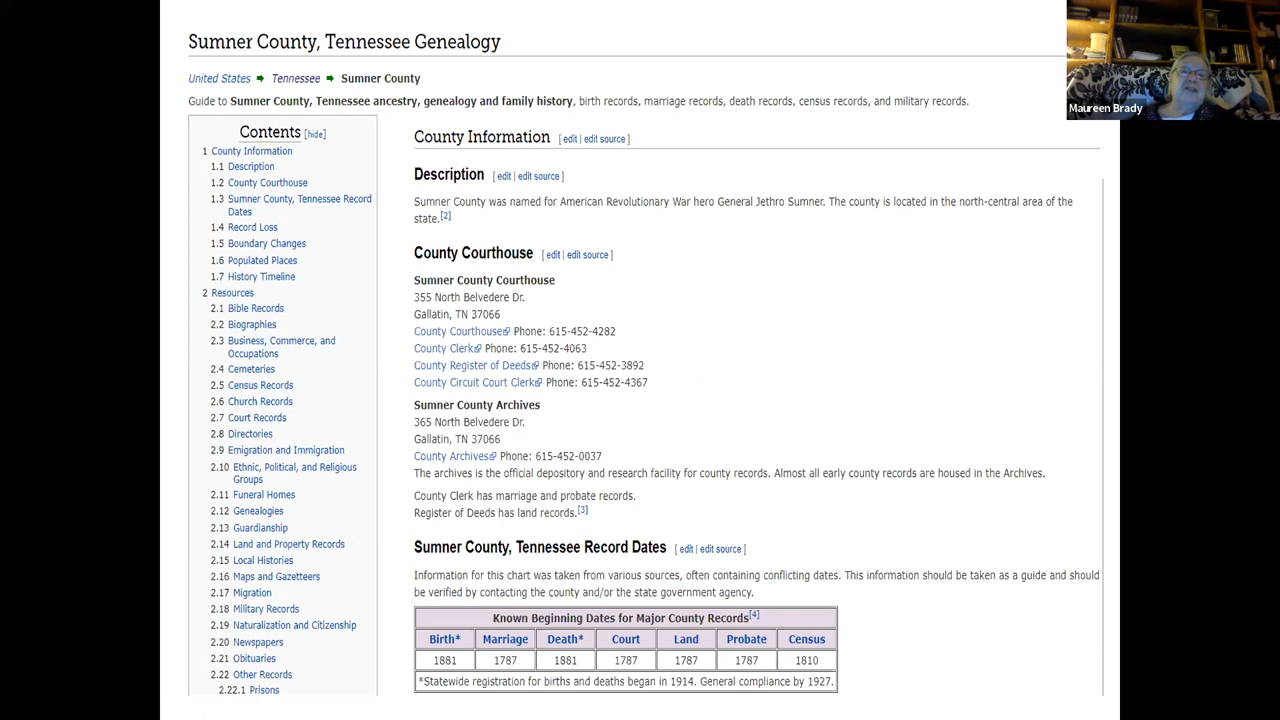 Sumner County, Tennessee Genealogy
Maureen Brady
United States Tennessee Sumner County
Guide to Sumner County, Tennessee ancestry, genealogy and family history, birth records, marriage records, death records, census records, and military records.
Contents [hide]
1 County Information
1.1 Description
1.2 County Courthouse
1.3 Sumner County, Tennessee Record
Dates
1.4 Record Loss
1.5 Boundary Changes
1.6 Populated Places
1.7 History Timeline
2 Resources
2.1 Bible Records
2.2 Biographies
2.3 Business, Commerce, and
Occupations
2.4 Cemeteries
2.5 Census Records
2.6 Church Records
2.7 Court Records
2.8 Directories
2.9 Emigration and Immigration
2.10 Ethnic, Political, and Religious
Groups
2.11 Funeral Homes
2.12 Genealogies
2.13 Guardianship
2.14 Land and Property Records
2.15 Local Histories
2.16 Maps and Gazetteers
2.17 Migration
2.18 Military Records
2.19 Naturalization and Citizenship
2.20 Newspapers
2.21 Obituaries
2.22 Other Records
2.22.1 Prisons
County Information [ edit | edit source ]
Description [ edit | edit source ]
Sumner County was named for American Revolutionary War hero General Jethro Sumner. The county is located in the north-central area of the
state.[2]
County Courthouse [ edit | edit source ]
Sumner County Courthouse
355 North Belvedere Dr.
Gallatin, TN 37066
County Courthouse Phone: 615-452-4282
County Clerk Phone: 615-452-4063
County Register of Deeds Phone: 615-452-3892
County Circuit Court Clerk Phone: 615-452-4367
Sumner County Archives
365 North Belvedere Dr.
Gallatin, TN 37066
County Archives Phone: 615-452-0037
The archives is the official depository and research facility for county records. Almost all early county records are housed in the Archives.
County Clerk has marriage and probate records.
Register of Deeds has land records.[3]
Sumner County, Tennessee Record Dates [ edit | edit source ]
Information for this chart was taken from various sources, often containing conflicting dates. This information should be taken as a guide and should
be verified by contacting the county and/or the state government agency.
Known Beginning Dates for Major County Records[4]
Birth* Marriage Death* Court Land Probate Census
1881 1787 1881 1787 1787 1787 1810
*Statewide registration for births and deaths began in 1914. General compliance by 1927.